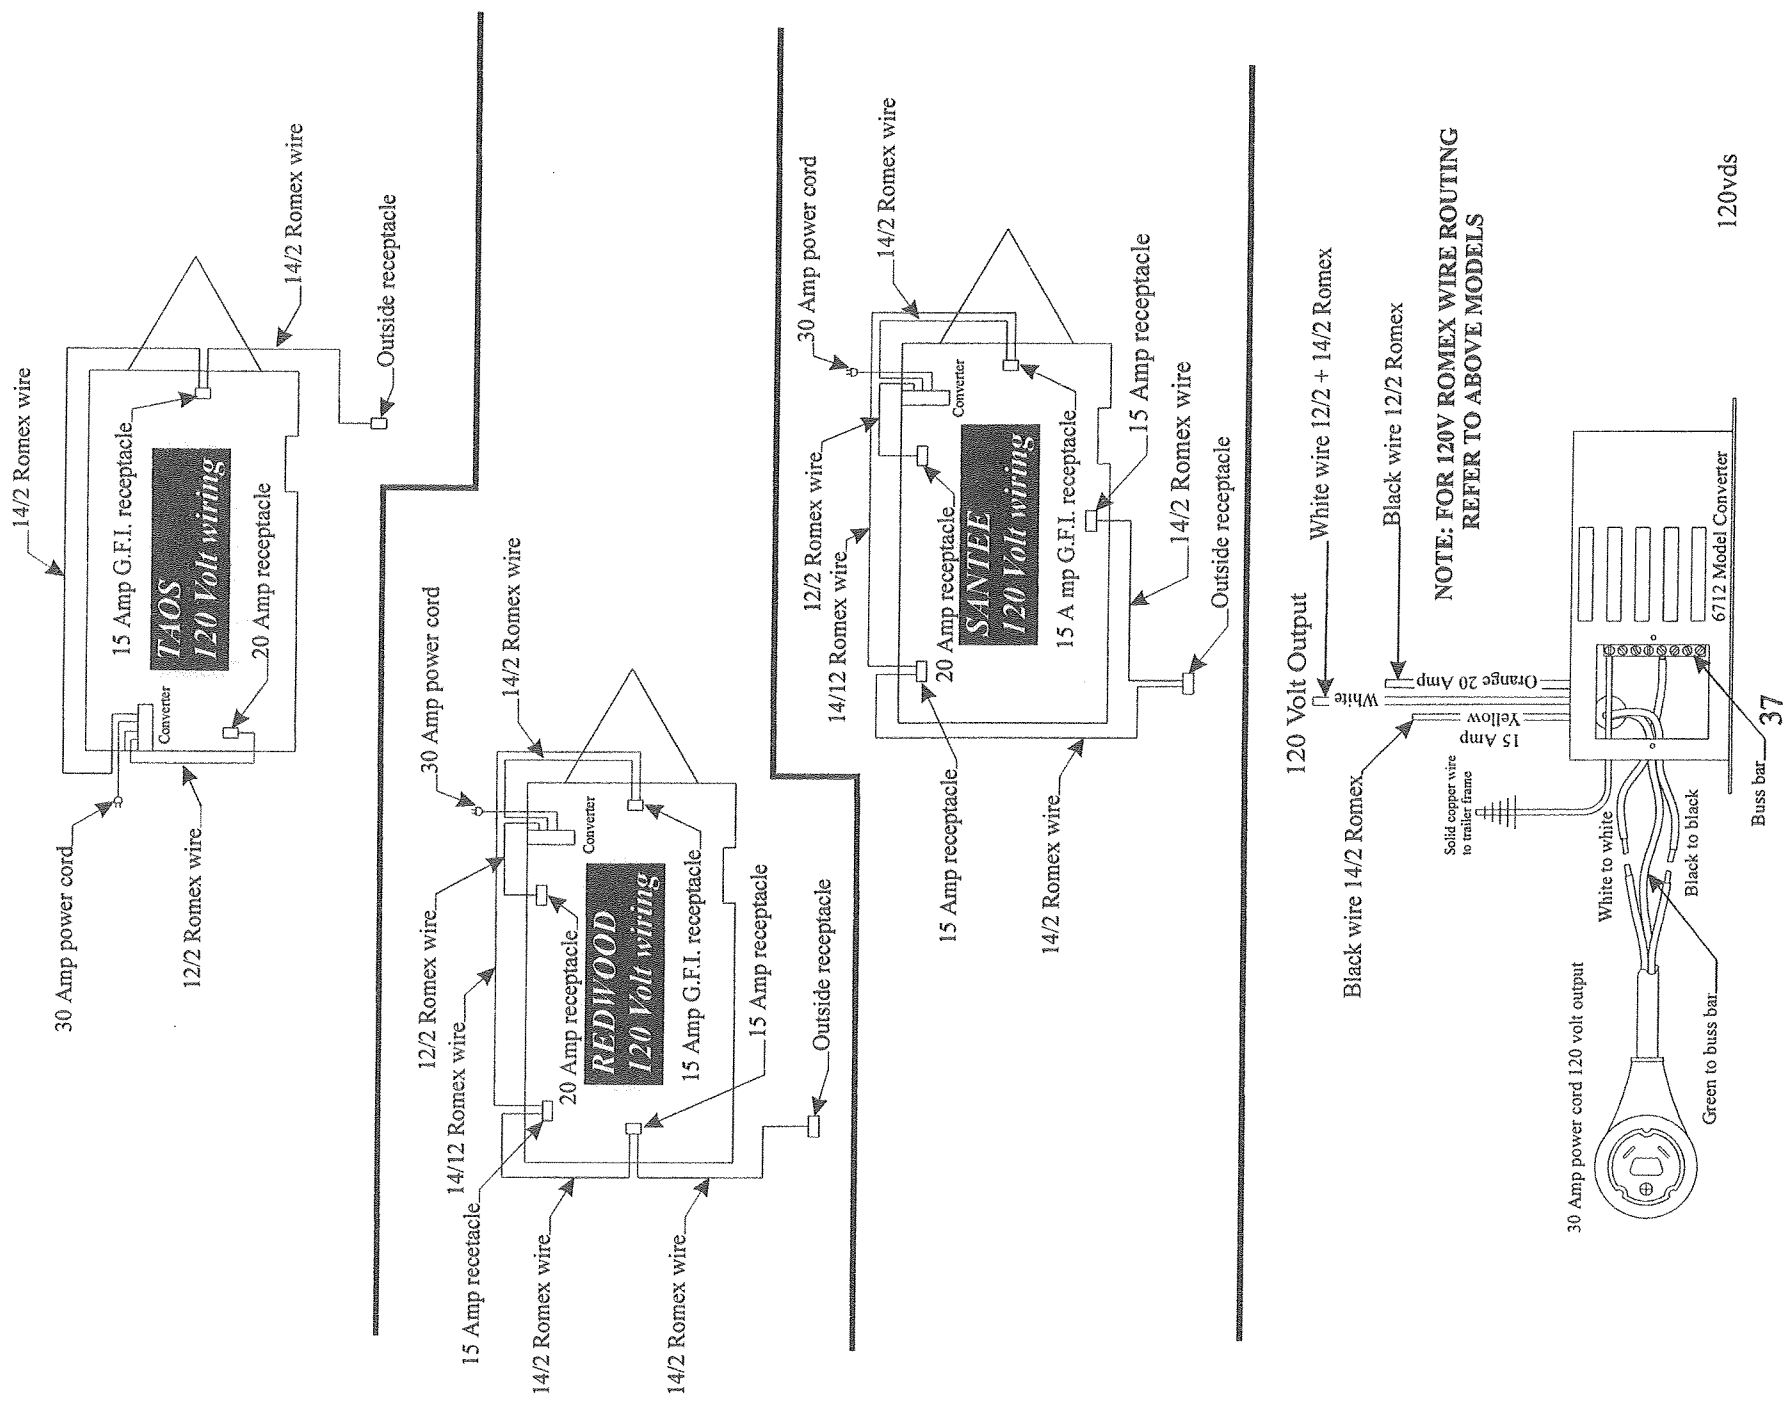 14/2 Romex wire
15 Amp G.F.I. receptacle
TAOS
120 Volt wiring
20 Amp receptacle
Converter
30 Amp power cord
12/2 Romex wire
14/2 Romex wire
Outside receptacle
30 Amp power cord
14/2 Romex wire
12/2 Romex wire
14/12 Romex wire
15 Amp recetacle
14/2 Romex wire
14/2 Romex wire
Converter
20 Amp receptacle
REDWOOD
120 Volt wiring
15 Amp G.F.I. receptacle
15 Amp receptacle
Outside receptacle
30 Amp power cord
14/2 Romex wire
12/2 Romex wire
14/12 Romex wire
Converter
20 Amp receptacle
SANTEE
120 Volt wiring
15 A mp G.F.I. receptacle
15 Amp receptacle
14/2 Romex wire
Outside receptacle
15 Amp receptacle
14/2 Romex wire
120 Volt Output
White wire 12/2 + 14/2 Romex
Black wire 12/2 Romex
Black wire 14/2 Romex
Orange 20 Amp
White
Yellow
15 Amp
NOTE: FOR 120V ROMEX WIRE ROUTING
REFER TO ABOVE MODELS
Solid copper wire
to trailer frame
White to white
Black to black
Green to buss bar
30 Amp power cord 120 volt output
6712 Model Converter
Buss bar
37
120vds